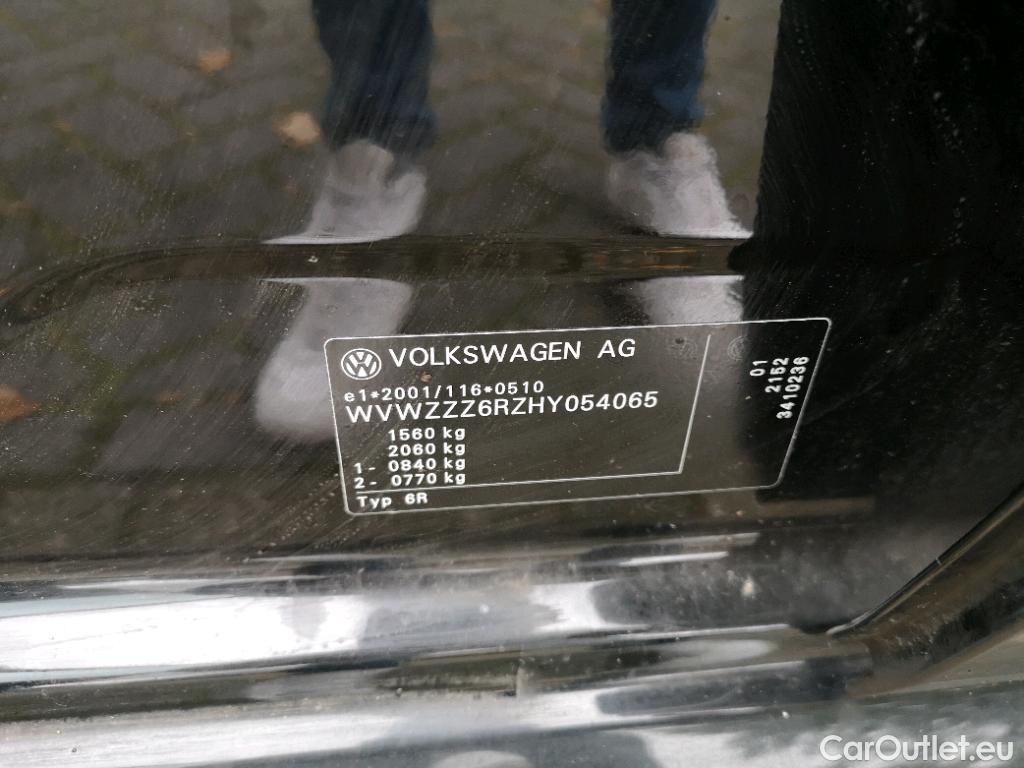 VOLKSWAGEN AG
e1*2001/116*0510
WVWZZZ6RZHY054065
1560 kg
2060 kg
1- 0840 kg
2- 0770 kg
Typ 6R
01
2152
3410236
CarOutlet.eu